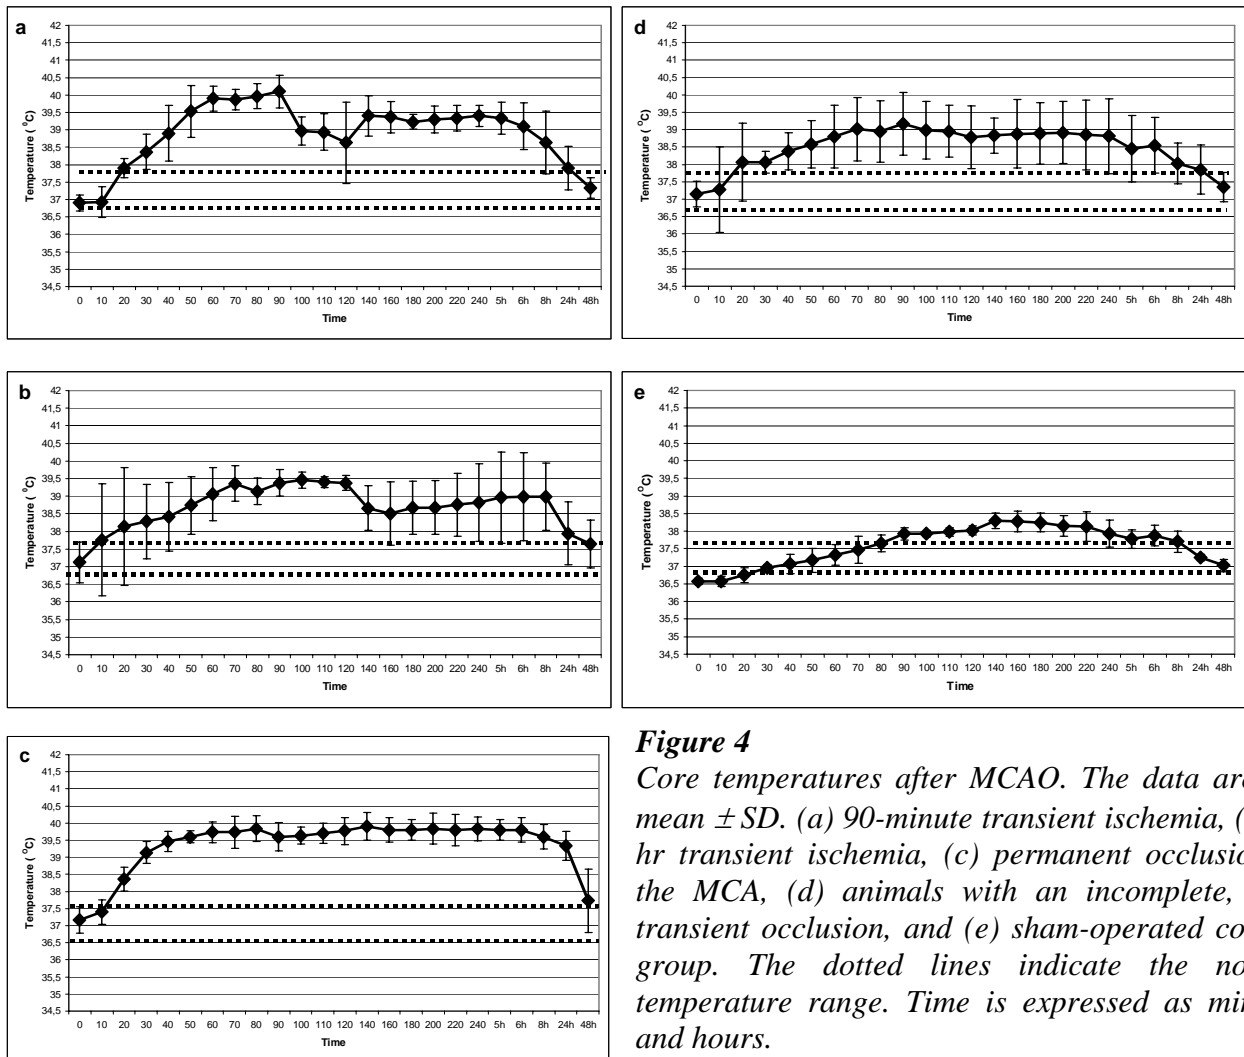 a
42
41,5
41
40,5
40
39,5
39
38,5
38
37,5
37
36,5
36
35,5
35
34,5
Temperature ( °C)
0 10 20 30 40 50 60 70 80 90 100 110 120 140 160 180 200 220 240 5h 6h 8h 24h 48h
Time
d
42
41,5
41
40,5
40
39,5
39
38,5
38
37,5
37
36,5
36
35,5
35
34,5
Temperature ( °C)
0 10 20 30 40 50 60 70 80 90 100 110 120 140 160 180 200 220 240 5h 6h 8h 24h 48h
Time
b
42
41,5
41
40,5
40
39,5
39
38,5
38
37,5
37
36,5
36
35,5
35
34,5
Temperature ( °C)
0 10 20 30 40 50 60 70 80 90 100 110 120 140 160 180 200 220 240 5h 6h 8h 24h 48h
Time
e
42
41,5
41
40,5
40
39,5
39
38,5
38
37,5
37
36,5
36
35,5
35
34,5
Temperature ( °C)
0 10 20 30 40 50 60 70 80 90 100 110 120 140 160 180 200 220 240 5h 6h 8h 24h 48h
Time
c
42
41,5
41
40,5
40
39,5
39
38,5
38
37,5
37
36,5
36
35,5
35
34,5
Temperature ( °C)
0 10 20 30 40 50 60 70 80 90 100 110 120 140 160 180 200 220 240 5h 6h 8h 24h 48h
Time
Figure 4
Core temperatures after MCAO. The data are
mean ± SD. (a) 90-minute transient ischemia, (
hr transient ischemia, (c) permanent occlusio
the MCA, (d) animals with an incomplete,
transient occlusion, and (e) sham-operated co
group. The dotted lines indicate the no
temperature range. Time is expressed as min
and hours.